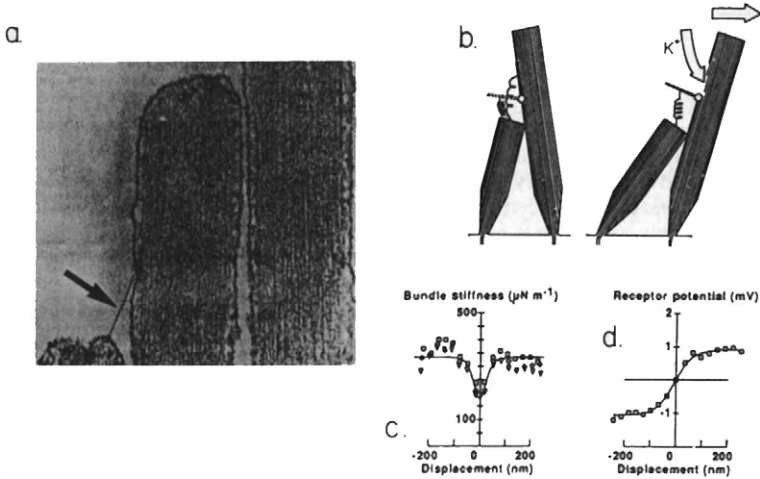 a.
b.
K+
Bundle stiffness (μN m-1)
500
100
-200 0 200
Displacement (nm)
C.
Receptor potential (mV)
2
1
-1
-200 0 200
Displacement (nm)
d.